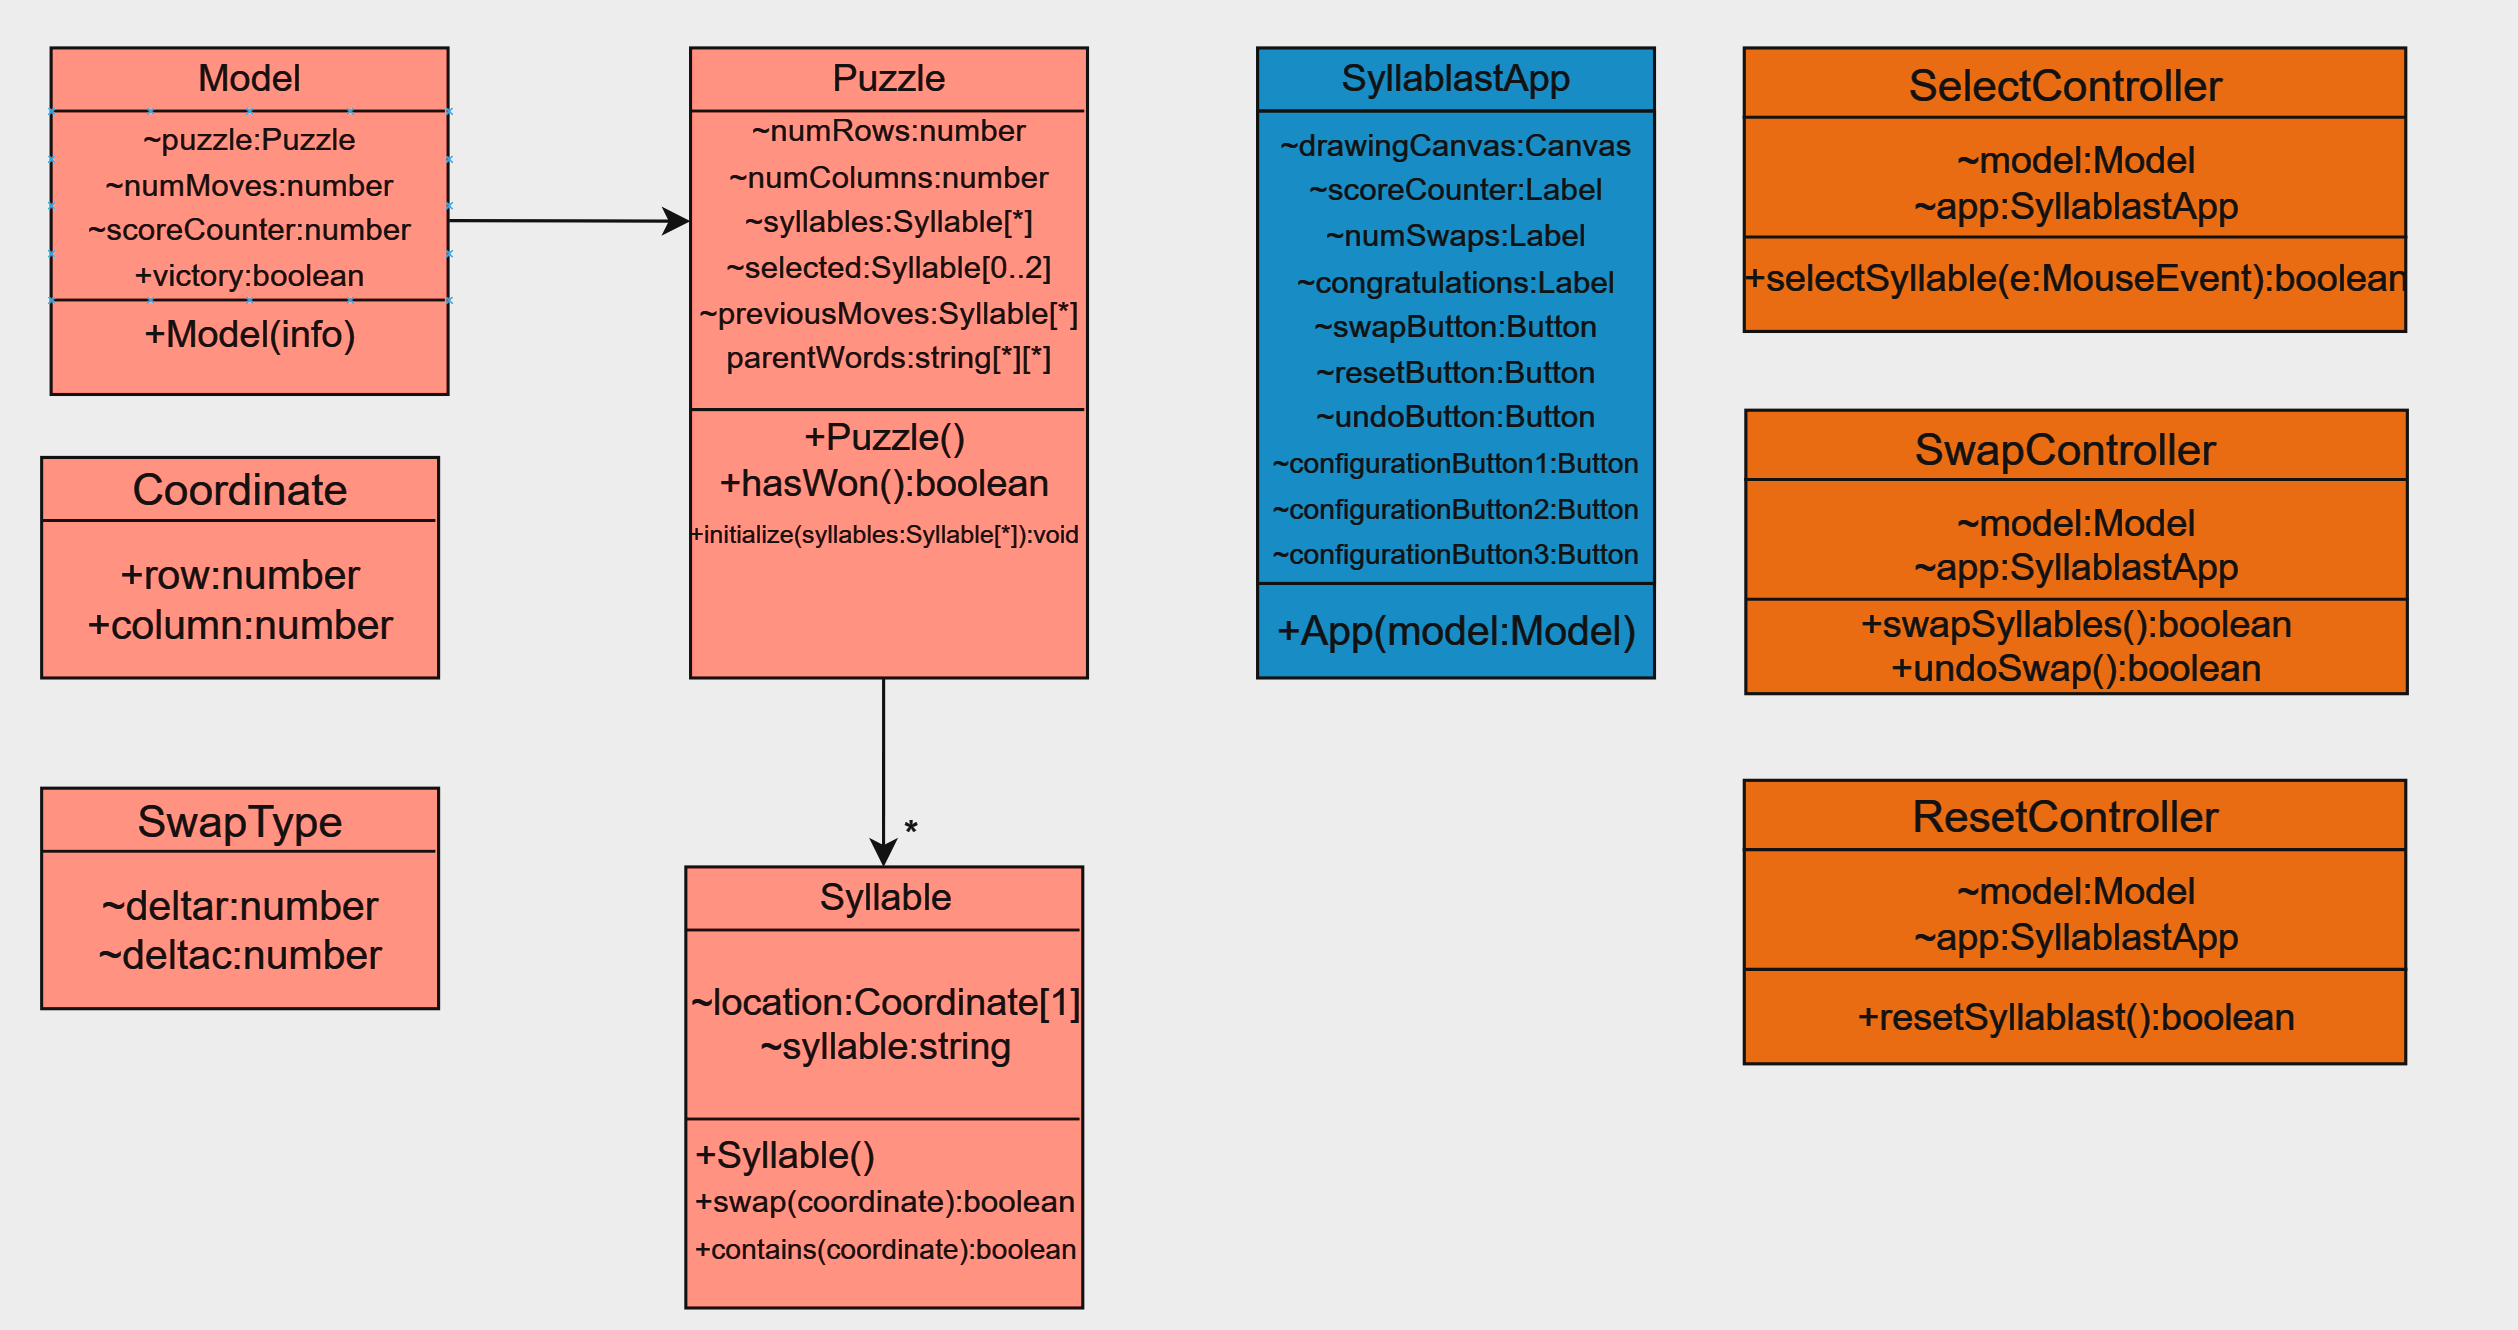 Model
~puzzle:Puzzle
~numMoves:number
~scoreCounter:number
+victory:boolean
+Model(info)
Coordinate
+row:number
+column:number
SwapType
~deltar:number
~deltac:number
Puzzle
~numRows:number
~numColumns:number
~syllables:Syllable[*]
~selected:Syllable[0..2]
~previousMoves:Syllable[*]
parentWords:string[*][*]
+Puzzle()
+hasWon():boolean
+initialize(syllables:Syllable[*]):void
*
Syllable
~location:Coordinate[1]
~syllable:string
+Syllable()
+swap(coordinate):boolean
+contains(coordinate):boolean
SyllablastApp
~drawingCanvas:Canvas
~scoreCounter:Label
~numSwaps:Label
~congratulations:Label
~swapButton:Button
~resetButton:Button
~undoButton:Button
~configurationButton1:Button
~configurationButton2:Button
~configurationButton3:Button
+App(model:Model)
SelectController
~model:Model
~app:SyllablastApp
+selectSyllable(e:MouseEvent):boolean
SwapController
~model:Model
~app:SyllablastApp
+swapSyllables():boolean
+undoSwap():boolean
ResetController
~model:Model
~app:SyllablastApp
+resetSyllablast():boolean